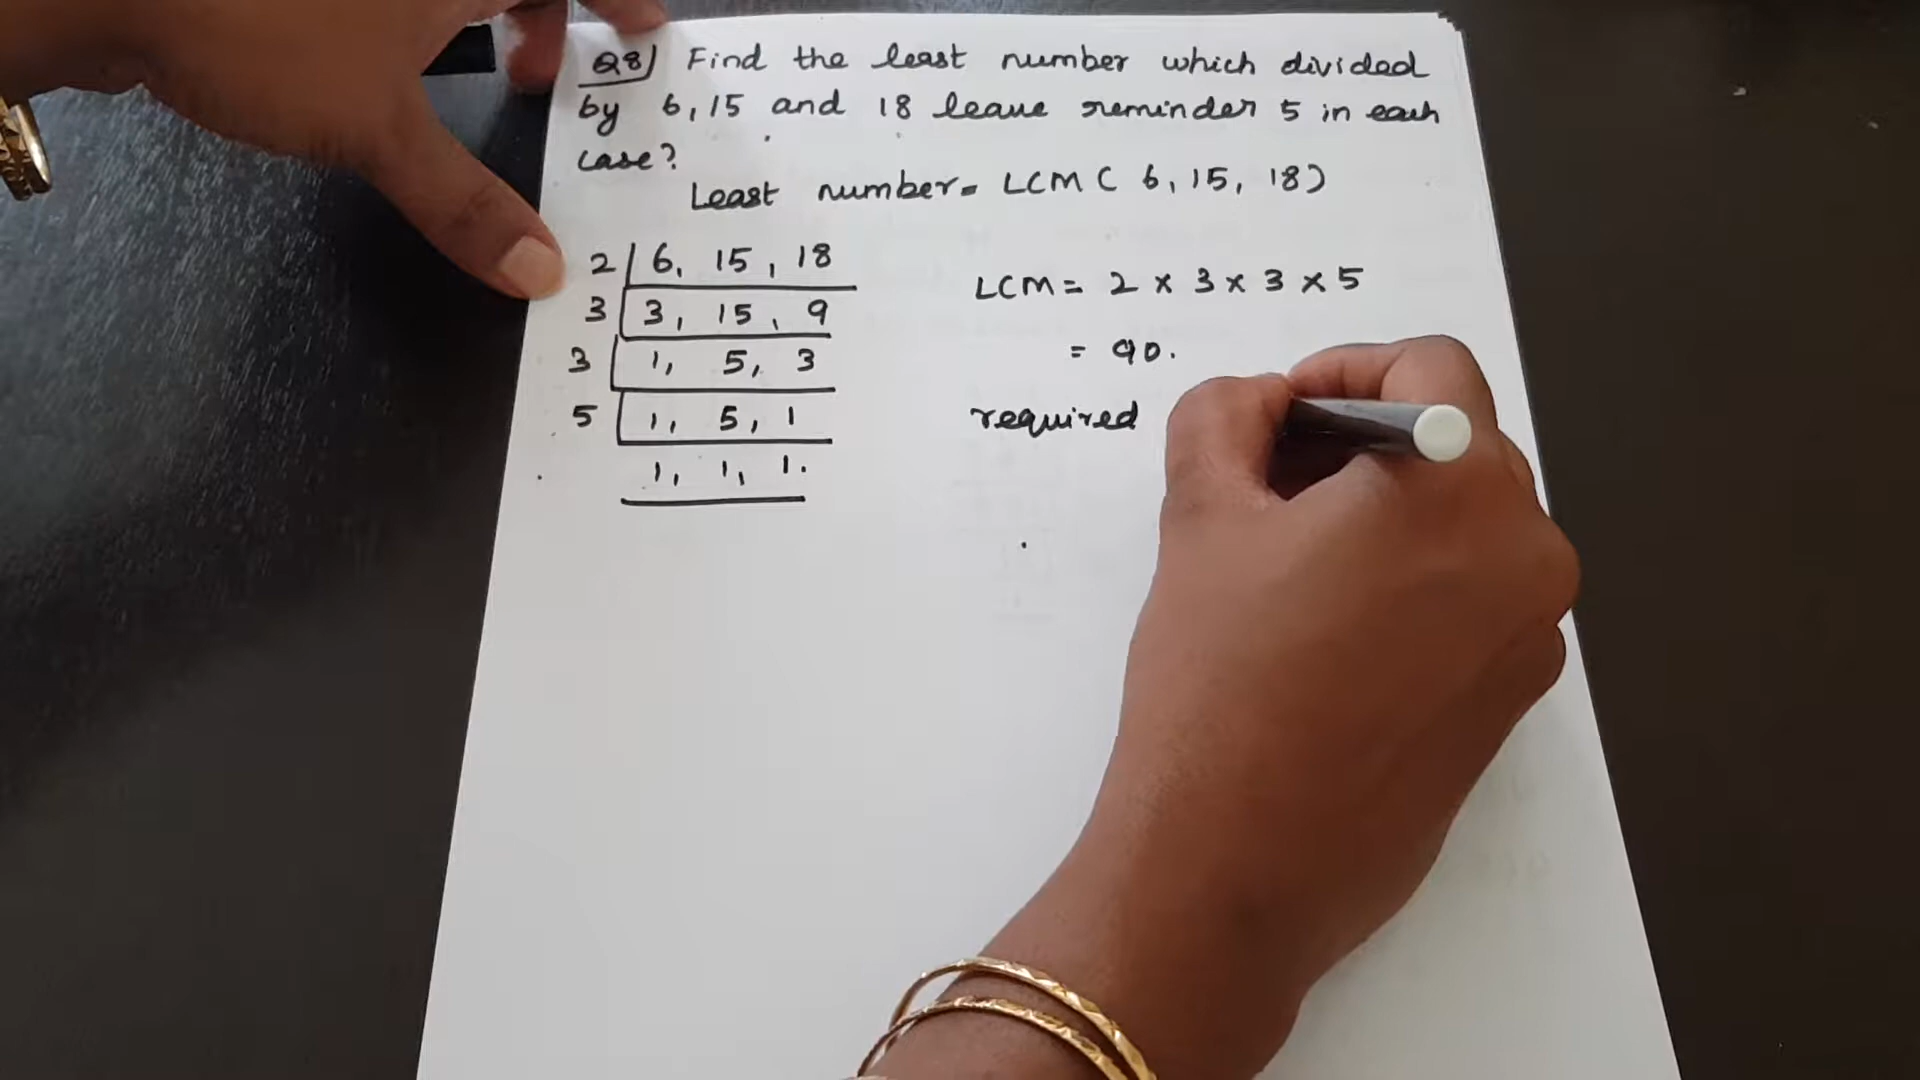 Q8) Find the least number which divided
by 6, 15 and 18 leave reminder 5 in each
case?
Least number = LCM ( 6, 15, 18)
2 | 6, 15, 18
3 | 3, 15, 9
3 | 1, 5, 3
5 | 1, 5, 1
1, 1, 1.
LCM = 2 x 3 x 3 x 5
= 90.
required